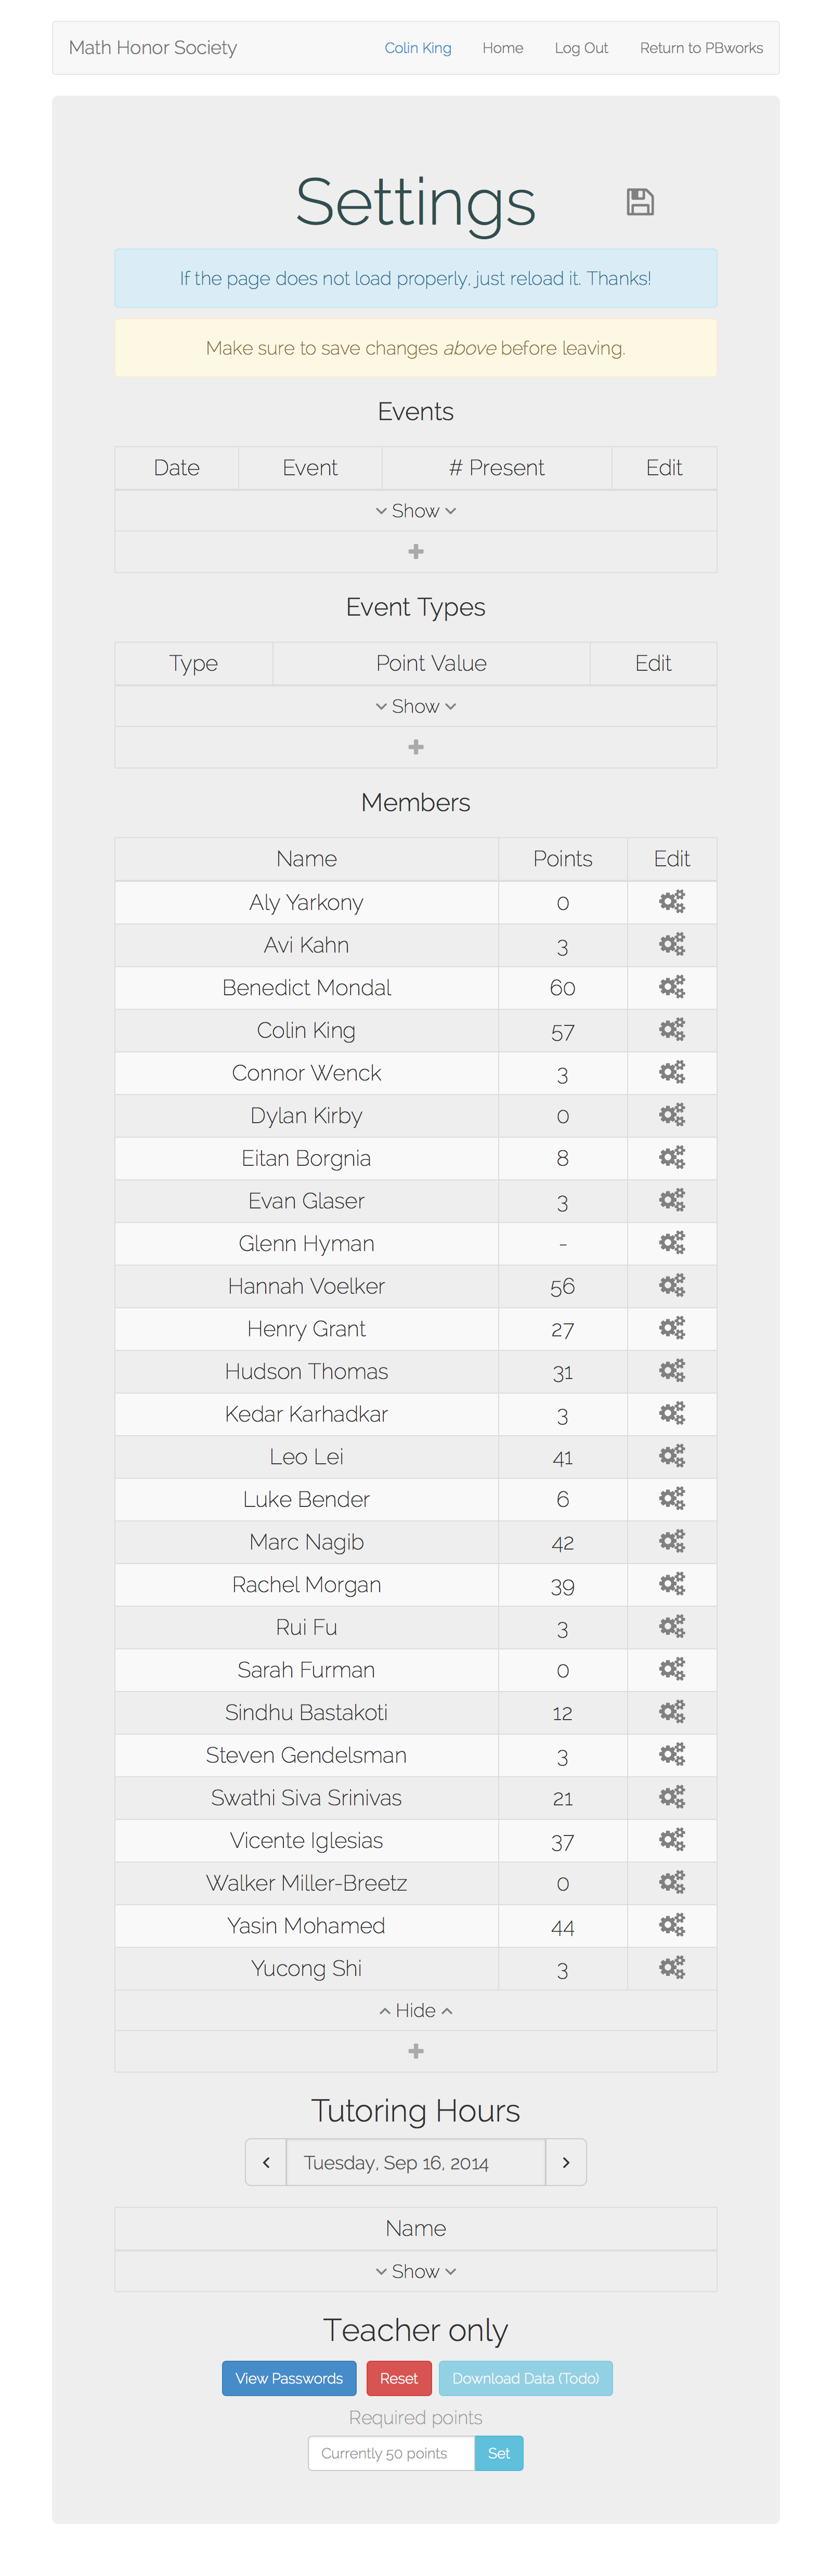 Math Honor Society Colin King Home Log Out Return to PBworks
Settings
If the page does not load properly, just reload it. Thanks!
Make sure to save changes above before leaving.
Events
Date Event # Present Edit
Show
Event Types
Type Point Value Edit
Show
Members
Name Points Edit
Aly Yarkony 0
Avi Kahn 3
Benedict Mondal 60
Colin King 57
Connor Wenck 3
Dylan Kirby 0
Eitan Borgnia 8
Evan Glaser 3
Glenn Hyman -
Hannah Voelker 56
Henry Grant 27
Hudson Thomas 31
Kedar Karhadkar 3
Leo Lei 41
Luke Bender 6
Marc Nagib 42
Rachel Morgan 39
Rui Fu 3
Sarah Furman 0
Sindhu Bastakoti 12
Steven Gendelsman 3
Swathi Siva Srinivas 21
Vicente Iglesias 37
Walker Miller-Breetz 0
Yasin Mohamed 44
Yucong Shi 3
Hide
Tutoring Hours
Tuesday, Sep 16, 2014
Name
Show
Teacher only
View Passwords Reset Download Data (Todo)
Required points
Currently 50 points Set